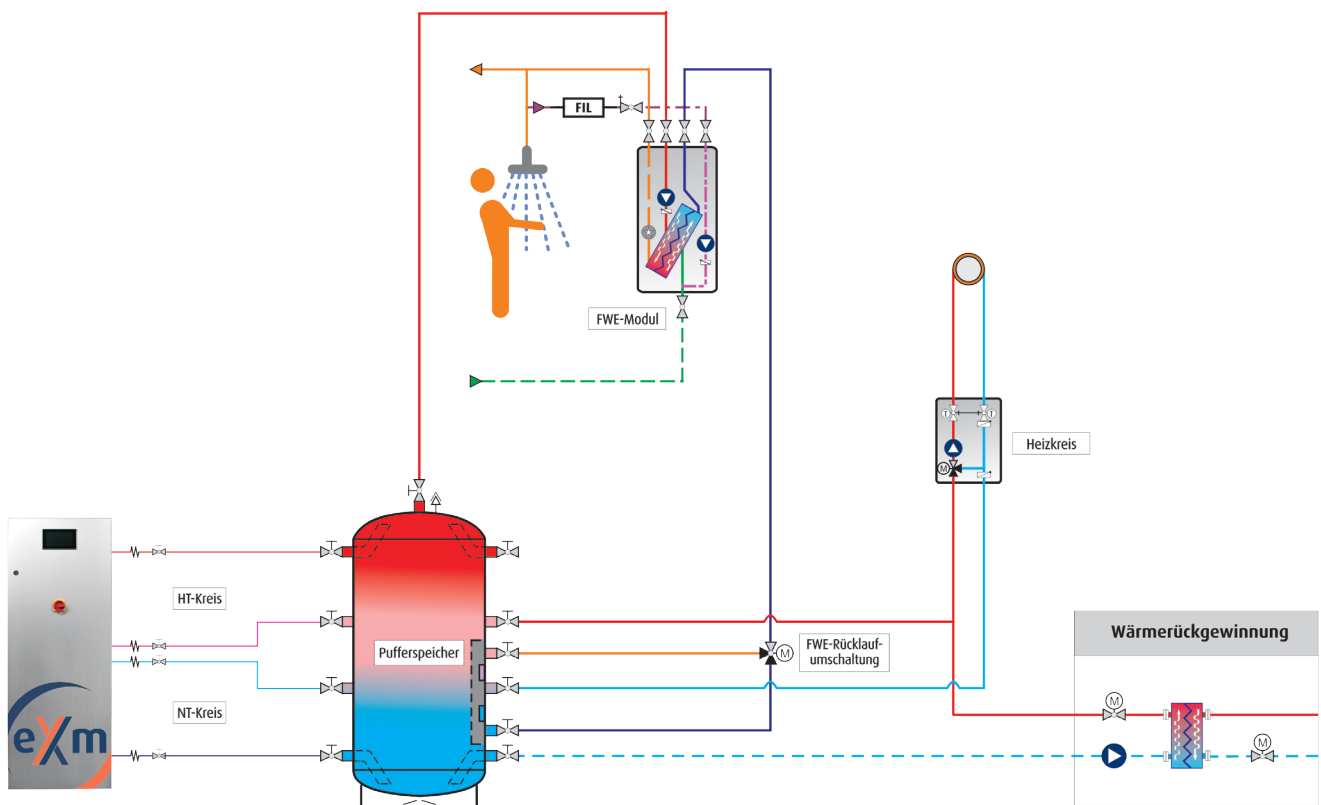 FIL
FWE-Modul
T
T
M
Heizkreis
HT-Kreis
NT-Kreis
eXm
Pufferspeicher
M
FWE-Rücklauf-
umschaltung
Wärmerückgewinnung
M
M